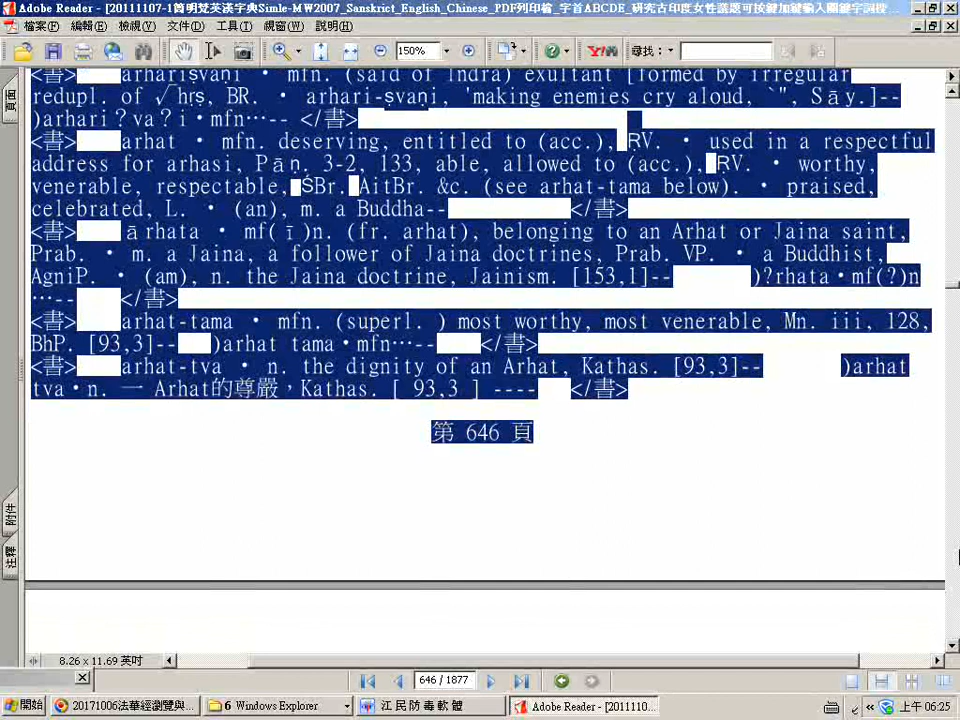 Adobe Reader - [20111107-1簡明梵英漢字典Simle-MW2007_Sanskrict_English_Chinese_PDF列印檔_字首ABCDE_研究古印度女性議題可按鍵加鍵輸入關鍵字詞搜...
檔案(F) 編輯(E) 檢視(V) 文件(D) 工具(T) 視窗(W) 說明(H)
150% 尋找：
頁面
<書> arhariṣvaṇi • mfn. (said of Indra) exultant [formed by irregular
redupl. of √hṛṣ, BR. • arhari-ṣvaṇi, 'making enemies cry aloud, `", Sāy.]--
)arhari？va？i•mfn…-- </書>
<書> arhat • mfn. deserving, entitled to (acc.), ṚV. • used in a respectful
address for arhasi, Pāṇ. 3-2, 133, able, allowed to (acc.), ṚV. • worthy,
venerable, respectable, ŚBr. AitBr. &c. (see arhat-tama below). • praised,
celebrated, L. • (an), m. a Buddha-- </書>
<書> ārhata • mf(ī)n. (fr. arhat), belonging to an Arhat or Jaina saint,
Prab. • m. a Jaina, a follower of Jaina doctrines, Prab. VP. • a Buddhist,
AgniP. • (am), n. the Jaina doctrine, Jainism. [153,1]-- )?rhata•mf(?)n
…-- </書>
<書> arhat-tama • mfn. (superl. ) most worthy, most venerable, Mn. iii, 128,
BhP. [93,3]-- )arhat tama•mfn…-- </書>
<書> arhat-tva • n. the dignity of an Arhat, Kathas. [93,3]-- )arhat
tva•n. 一 Arhat的尊嚴，Kathas. [ 93,3 ] ---- </書>
第 646 頁
附件
注釋
8.26 x 11.69 英吋
646 / 1877
開始 20171006法華經瀏覽與... 6 Windows Explorer 江民防毒軟體 Adobe Reader - [2011110... 上午 06:25